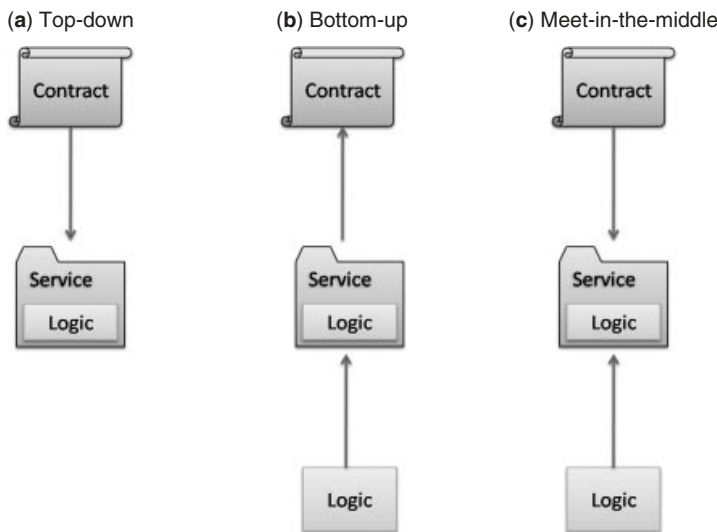 (a) Top-down
(b) Bottom-up
(c) Meet-in-the-middle
Contract
Contract
Contract
Service
Logic
Service
Logic
Service
Logic
Logic
Logic